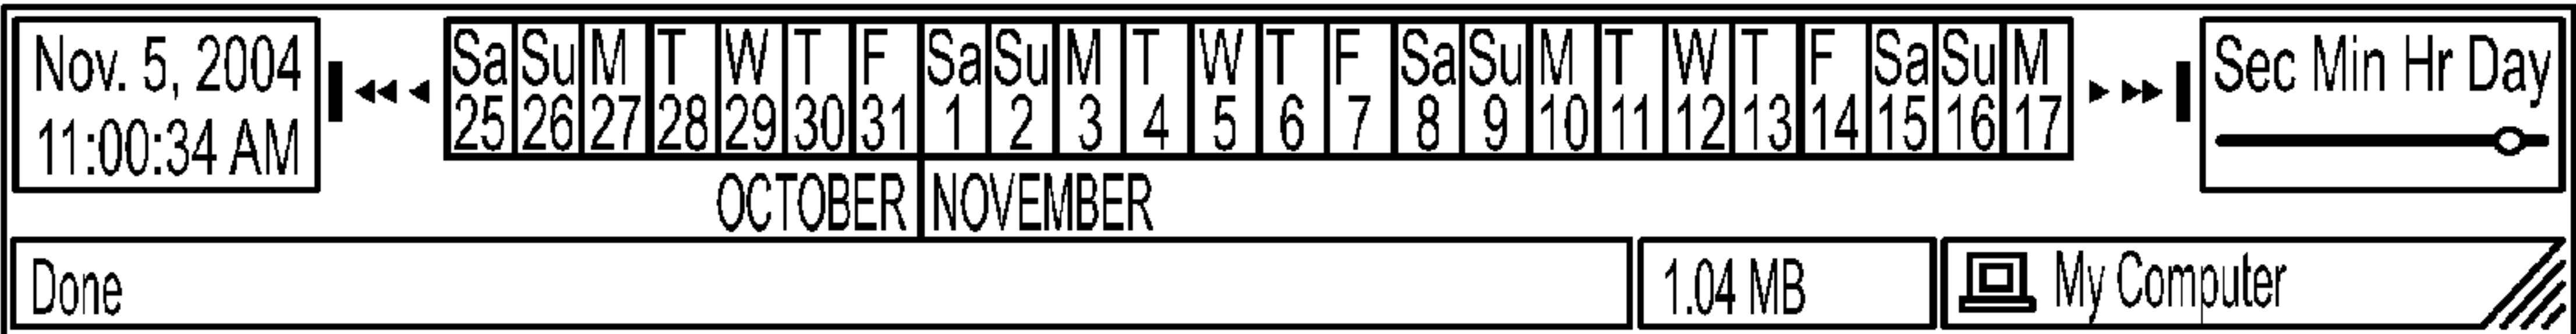 Nov. 5, 2004
11:00:34 AM
Sa Su M T W T F Sa Su M T W T F Sa Su M T W T F Sa Su M
25 26 27 28 29 30 31 1 2 3 4 5 6 7 8 9 10 11 12 13 14 15 16 17
Sec Min Hr Day
OCTOBER NOVEMBER
Done 1.04 MB My Computer